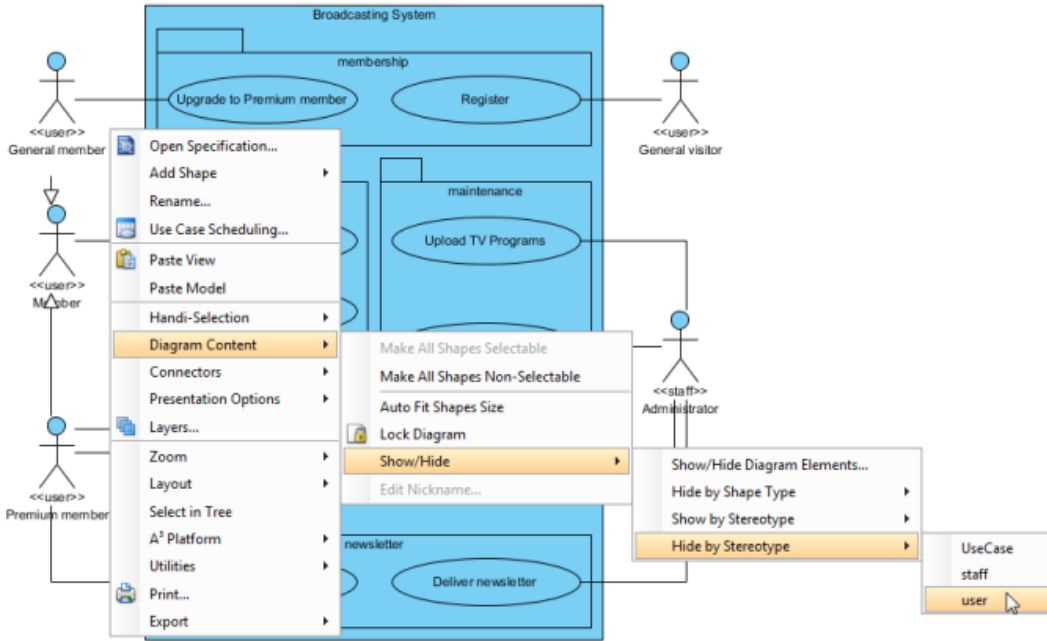 Broadcasting System
membership
Upgrade to Premium member
Register
<<user>>
General member
<<user>>
General visitor
maintenance
Upload TV Programs
<<user>>
Member
<<staff>>
Administrator
<<user>>
Premium member
newsletter
Deliver newsletter
Open Specification...
Add Shape
Rename...
Use Case Scheduling...
Paste View
Paste Model
Handi-Selection
Diagram Content
Connectors
Presentation Options
Layers...
Zoom
Layout
Select in Tree
A³ Platform
Utilities
Print...
Export
Make All Shapes Selectable
Make All Shapes Non-Selectable
Auto Fit Shapes Size
Lock Diagram
Show/Hide
Edit Nickname...
Show/Hide Diagram Elements...
Hide by Shape Type
Show by Stereotype
Hide by Stereotype
UseCase
staff
user